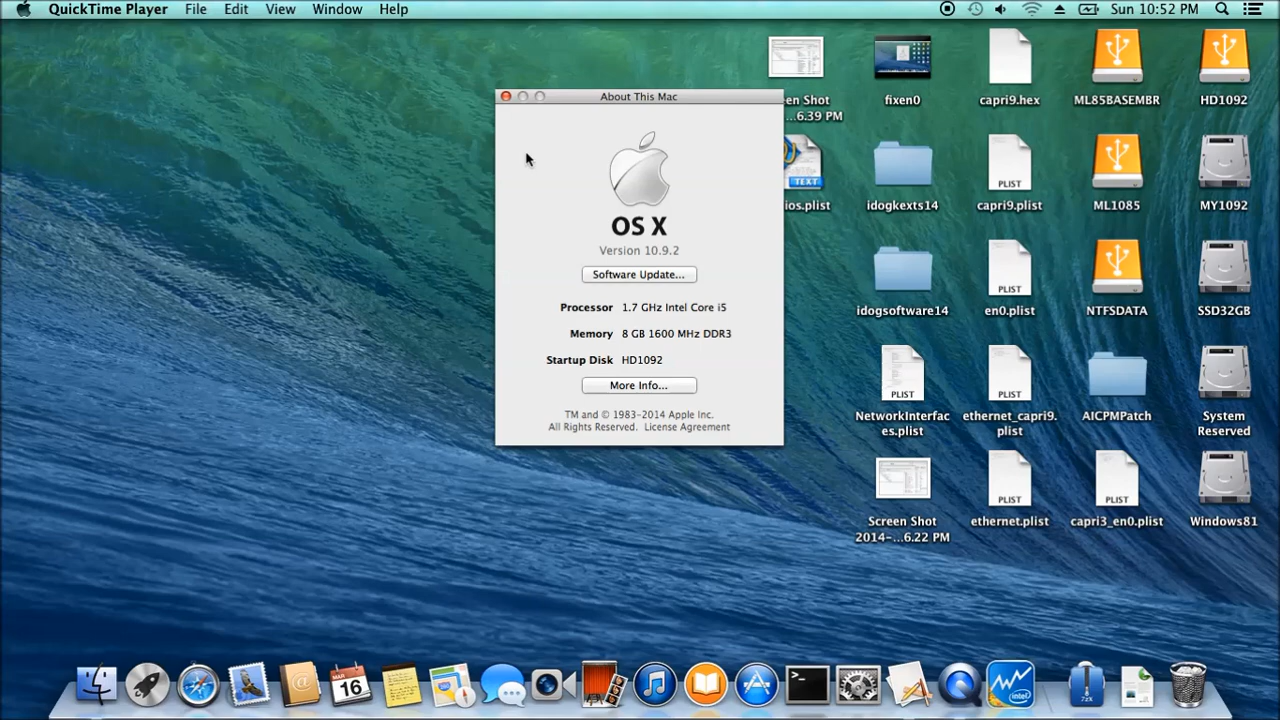 QuickTime Player File Edit View Window Help Sun 10:52 PM
About This Mac
OS X
Version 10.9.2
Software Update...
Processor 1.7 GHz Intel Core i5
Memory 8 GB 1600 MHz DDR3
Startup Disk HD1092
More Info...
TM and © 1983-2014 Apple Inc.
All Rights Reserved. License Agreement
een Shot
...6.39 PM
fixen0
capri9.hex
ML85BASEMBR
HD1092
TEXT
ios.plist
idogkexts14
PLIST
capri9.plist
ML1085
MY1092
idogsoftware14
PLIST
en0.plist
NTFSDATA
SSD32GB
PLIST
NetworkInterfac
es.plist
PLIST
ethernet_capri9.
plist
AICPMPatch
System
Reserved
Screen Shot
2014-...6.22 PM
PLIST
ethernet.plist
PLIST
capri3_en0.plist
Windows81
MAR
16
intel
7zX